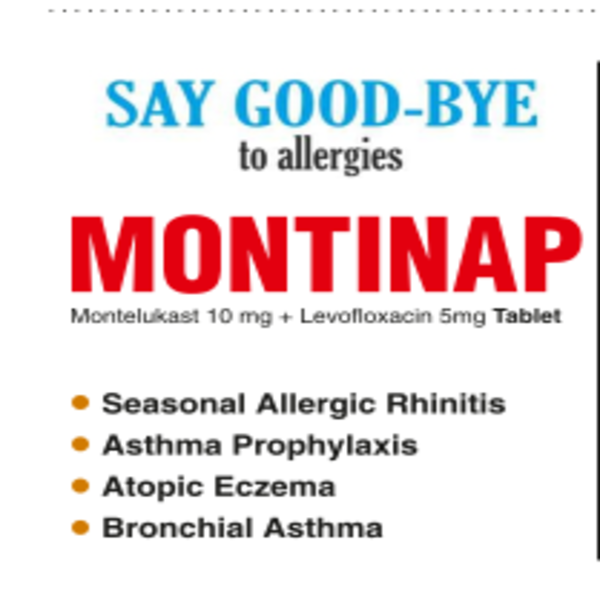 SAY GOOD-BYE
to allergies
MONTINAP
Montelukast 10 mg + Levofloxacin 5mg Tablet
Seasonal Allergic Rhinitis
Asthma Prophylaxis
Atopic Eczema
Bronchial Asthma